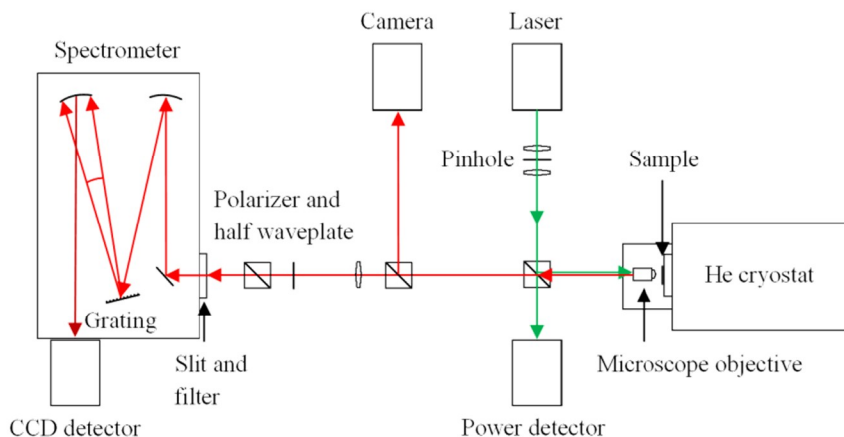 Camera
Laser
Spectrometer
Pinhole
Sample
Polarizer and
half waveplate
He cryostat
Grating
Slit and
filter
Microscope objective
CCD detector
Power detector